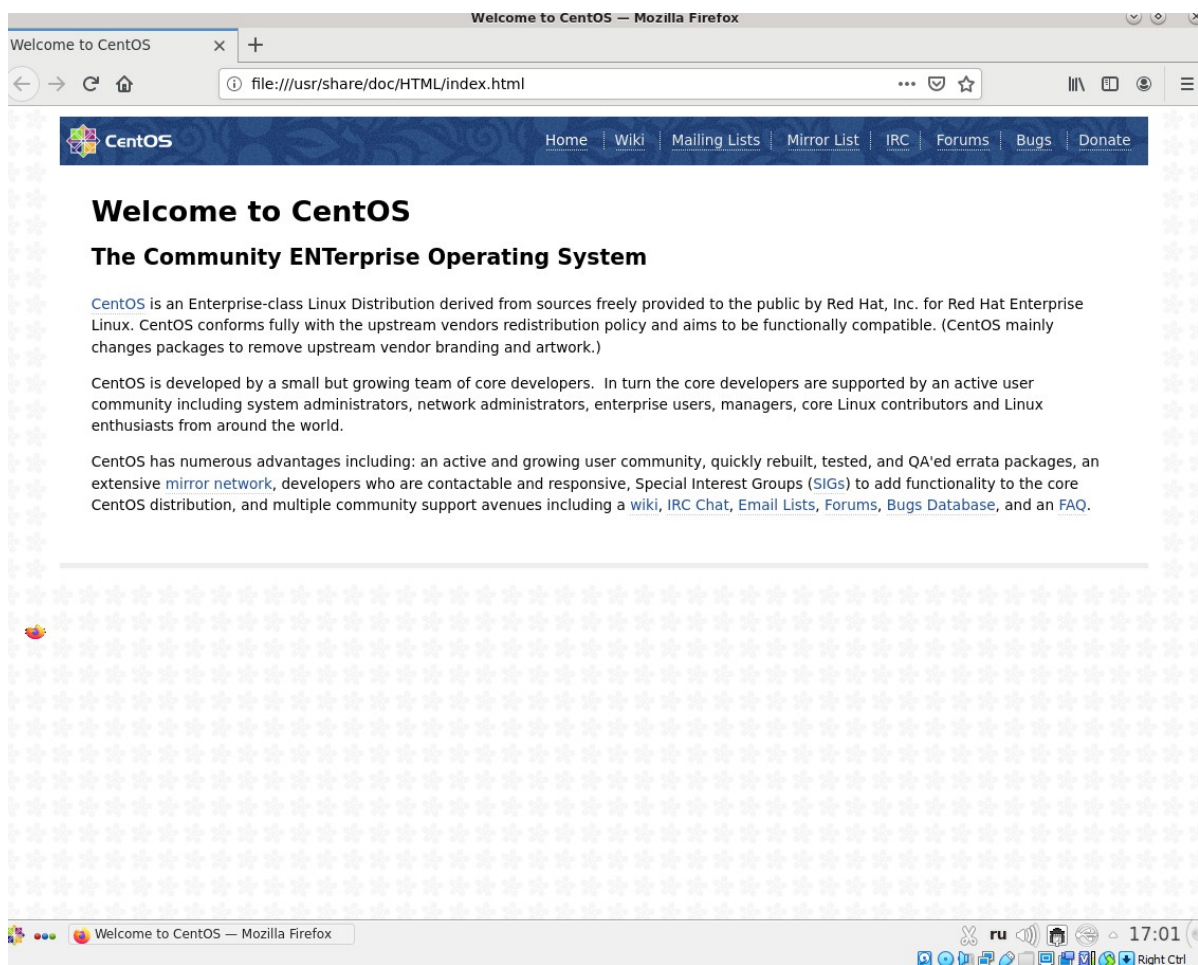 Welcome to CentOS — Mozilla Firefox
Welcome to CentOS
file:///usr/share/doc/HTML/index.html
CentOS
Home Wiki Mailing Lists Mirror List IRC Forums Bugs Donate
Welcome to CentOS
The Community ENTerprise Operating System
CentOS is an Enterprise-class Linux Distribution derived from sources freely provided to the public by Red Hat, Inc. for Red Hat Enterprise
Linux. CentOS conforms fully with the upstream vendors redistribution policy and aims to be functionally compatible. (CentOS mainly
changes packages to remove upstream vendor branding and artwork.)
CentOS is developed by a small but growing team of core developers.  In turn the core developers are supported by an active user
community including system administrators, network administrators, enterprise users, managers, core Linux contributors and Linux
enthusiasts from around the world.
CentOS has numerous advantages including: an active and growing user community, quickly rebuilt, tested, and QA'ed errata packages, an
extensive mirror network, developers who are contactable and responsive, Special Interest Groups (SIGs) to add functionality to the core
CentOS distribution, and multiple community support avenues including a wiki, IRC Chat, Email Lists, Forums, Bugs Database, and an FAQ.
Welcome to CentOS — Mozilla Firefox
ru
17:01
Right Ctrl